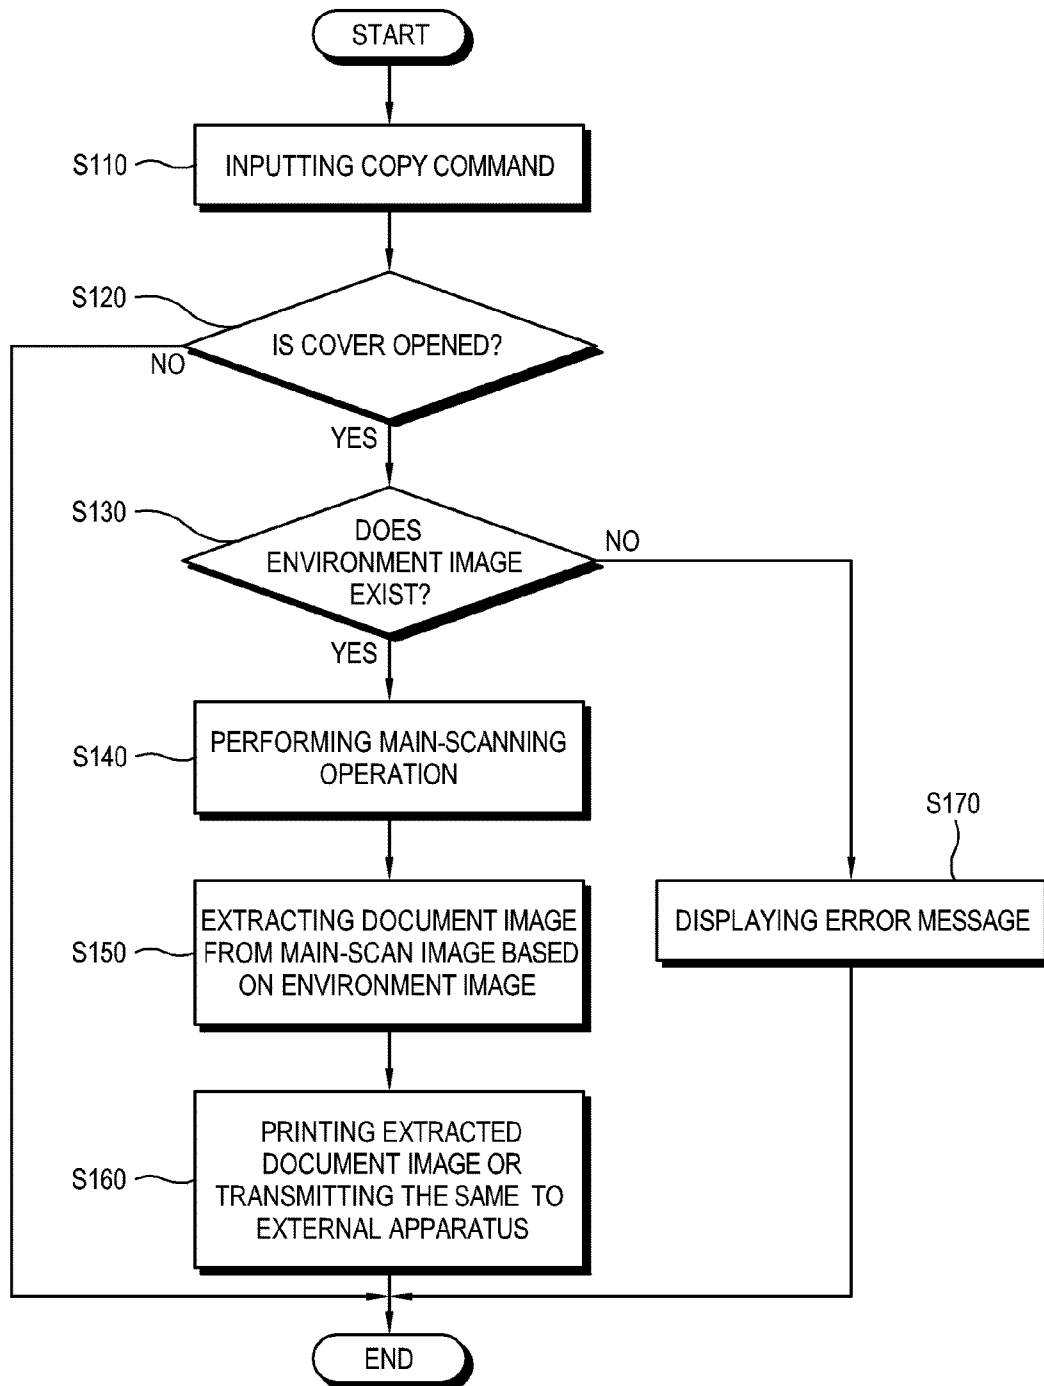 START
S110
INPUTTING COPY COMMAND
S120
IS COVER OPENED?
NO
YES
S130
DOES
ENVIRONMENT IMAGE
EXIST?
NO
YES
S140
PERFORMING MAIN-SCANNING
OPERATION
S150
EXTRACTING DOCUMENT IMAGE
FROM MAIN-SCAN IMAGE BASED
ON ENVIRONMENT IMAGE
S170
DISPLAYING ERROR MESSAGE
S160
PRINTING EXTRACTED
DOCUMENT IMAGE OR
TRANSMITTING THE SAME TO
EXTERNAL APPARATUS
END